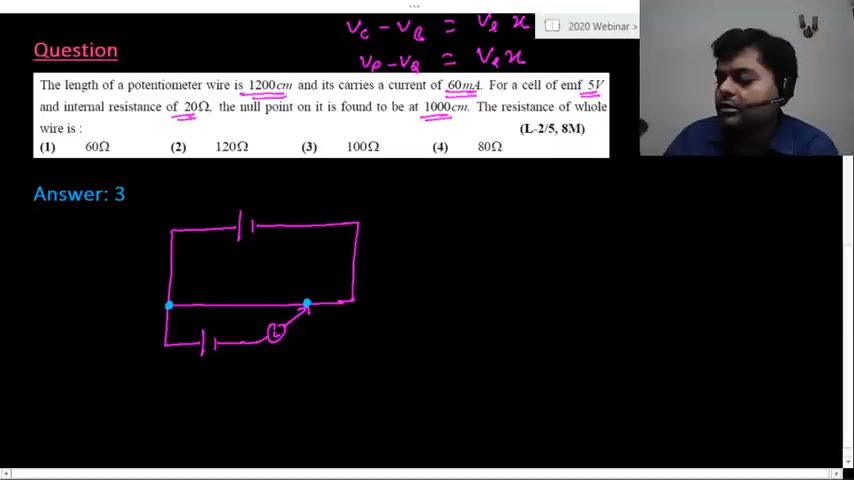 V_C - V_B = V_l x
2020 Webinar >
Question
V_P - V_Q = V_l x
The length of a potentiometer wire is 1200cm and its carries a current of 60mA. For a cell of emf 5V
and internal resistance of 20Ω, the null point on it is found to be at 1000cm. The resistance of whole
wire is : (L-2/5, 8M)
(1) 60Ω (2) 120Ω (3) 100Ω (4) 80Ω
Answer: 3